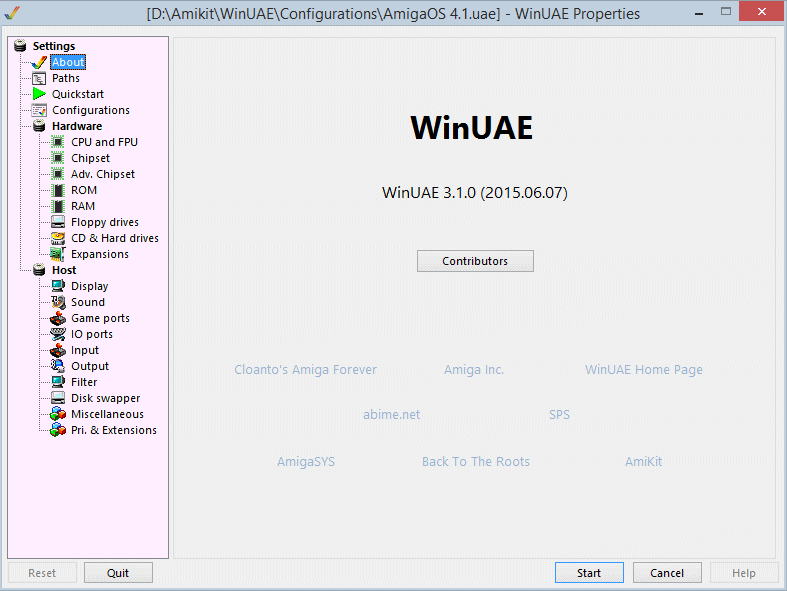 [D:\Amikit\WinUAE\Configurations\AmigaOS 4.1.uae] - WinUAE Properties
Settings
About
Paths
Quickstart
Configurations
Hardware
CPU and FPU
Chipset
Adv. Chipset
ROM
RAM
Floppy drives
CD & Hard drives
Expansions
Host
Display
Sound
Game ports
IO ports
Input
Output
Filter
Disk swapper
Miscellaneous
Pri. & Extensions
WinUAE
WinUAE 3.1.0 (2015.06.07)
Contributors
Cloanto's Amiga Forever Amiga Inc. WinUAE Home Page
abime.net SPS
AmigaSYS Back To The Roots AmiKit
Reset Quit Start Cancel Help